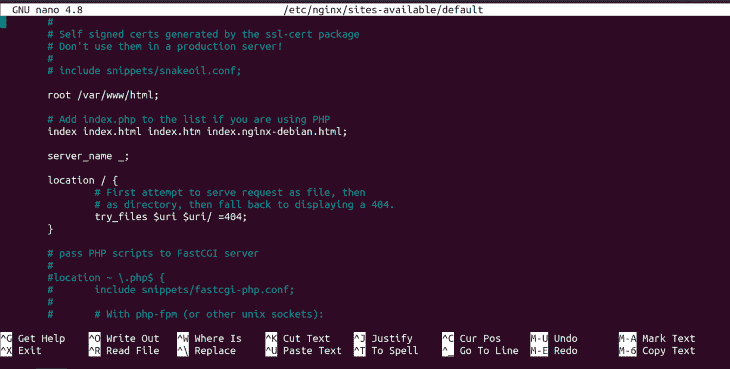 GNU nano 4.8 /etc/nginx/sites-available/default
#
# Self signed certs generated by the ssl-cert package
# Don't use them in a production server!
#
# include snippets/snakeoil.conf;
root /var/www/html;
# Add index.php to the list if you are using PHP
index index.html index.htm index.nginx-debian.html;
server_name _;
location / {
# First attempt to serve request as file, then
# as directory, then fall back to displaying a 404.
try_files $uri $uri/ =404;
}
# pass PHP scripts to FastCGI server
#
#location ~ \.php$ {
# include snippets/fastcgi-php.conf;
#
# # With php-fpm (or other unix sockets):
^G Get Help ^O Write Out ^W Where Is ^K Cut Text ^J Justify ^C Cur Pos M-U Undo M-A Mark Text
^X Exit ^R Read File ^\ Replace ^U Paste Text ^T To Spell ^_ Go To Line M-E Redo M-6 Copy Text